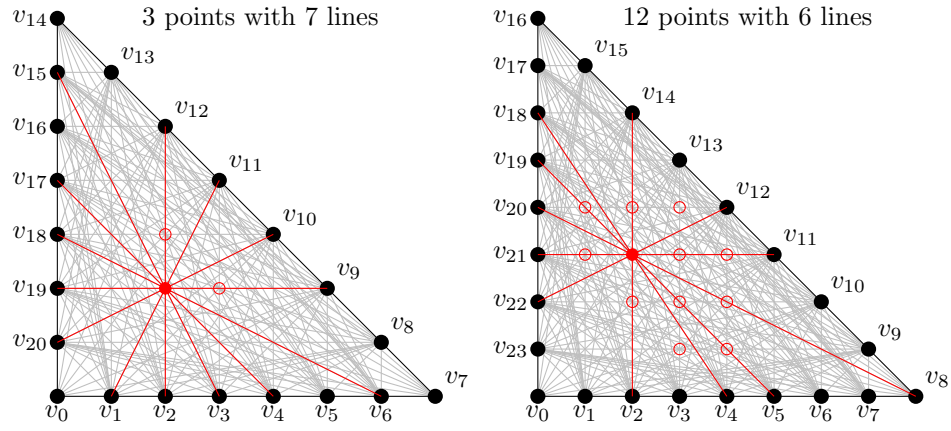 3 points with 7 lines
v14
v13
v15
v12
v16
v11
v17
v10
v18
v9
v19
v8
v20
v7
v0 v1 v2 v3 v4 v5 v6
12 points with 6 lines
v16
v15
v17
v14
v18
v13
v19
v12
v20
v11
v21
v10
v22
v9
v23
v8
v0 v1 v2 v3 v4 v5 v6 v7